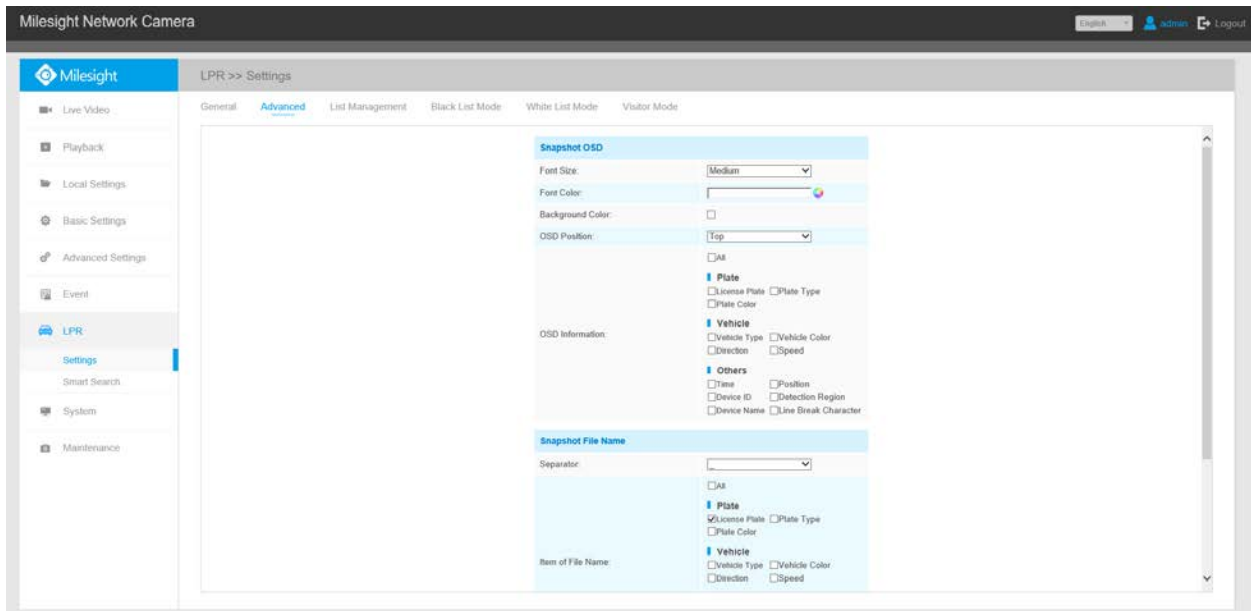 Milesight Network Camera
English
admin
Logout
Milesight
LPR >> Settings
Live Video
Playback
Local Settings
Basic Settings
Advanced Settings
Event
LPR
Settings
Smart Search
System
Maintenance
General Advanced List Management Black List Mode White List Mode Visitor Mode
Snapshot OSD
Font Size: Medium
Font Color:
Background Color:
OSD Position: Top
OSD Information:
All
Plate
License Plate Plate Type
Plate Color
Vehicle
Vehicle Type Vehicle Color
Direction Speed
Others
Time Position
Device ID Detection Region
Device Name Line Break Character
Snapshot File Name
Separator: _
Item of File Name:
All
Plate
License Plate Plate Type
Plate Color
Vehicle
Vehicle Type Vehicle Color
Direction Speed